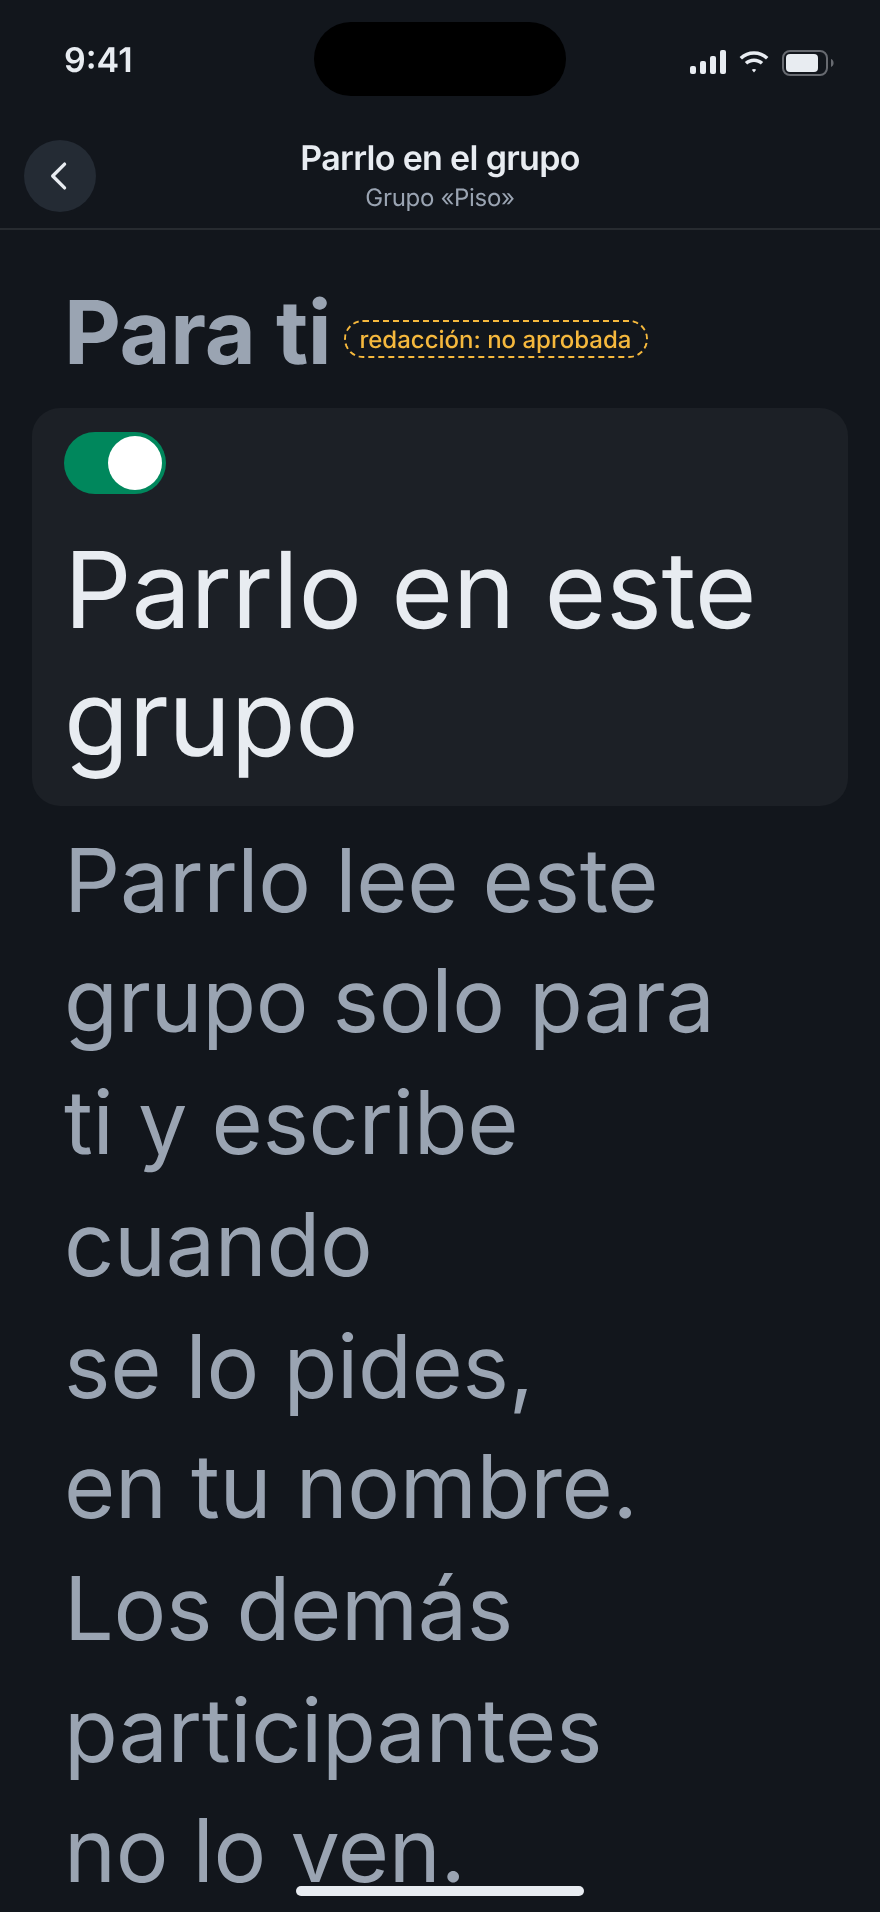 9:41
Parrlo en el grupo
Grupo «Piso»
Para ti
redacción: no aprobada
Parrlo en este
grupo
Parrlo lee este
grupo solo para
ti y escribe
cuando
se lo pides,
en tu nombre.
Los demás
participantes
no lo ven.